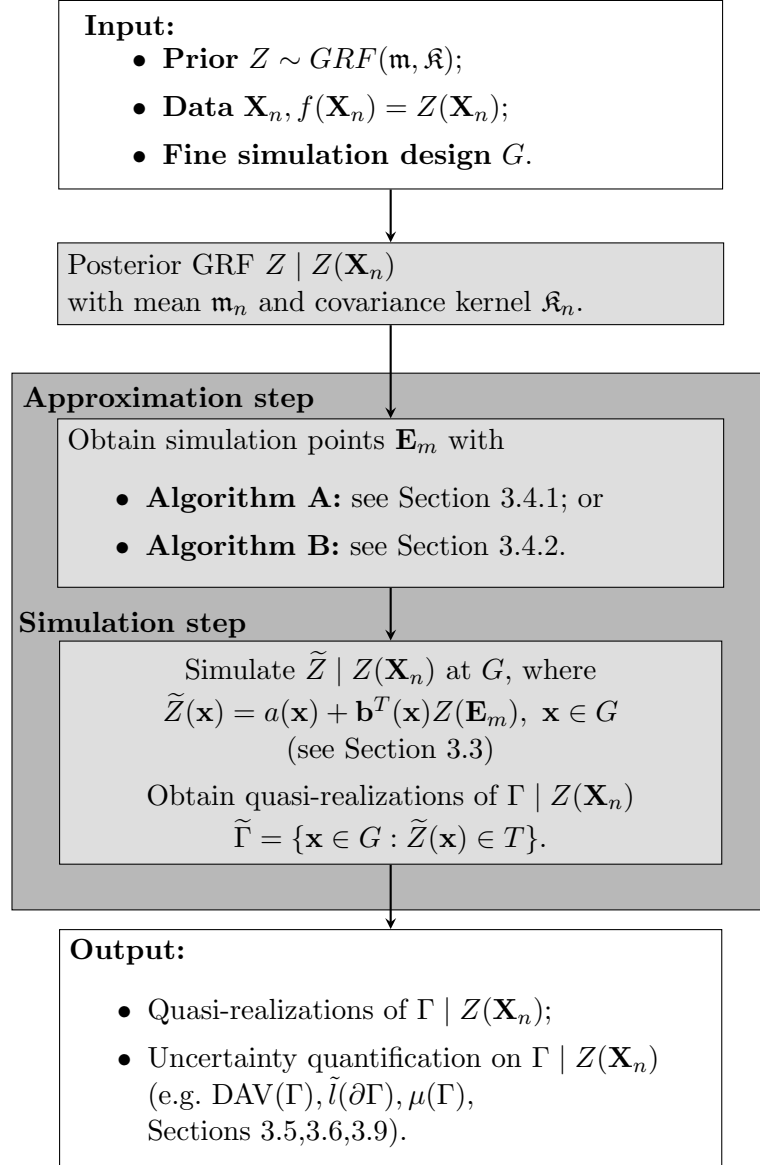 Input:
• Prior Z ∼ GRF(𝔪, 𝔎);
• Data 𝐗ₙ, f(𝐗ₙ) = Z(𝐗ₙ);
• Fine simulation design G.
Posterior GRF Z | Z(𝐗ₙ)
with mean 𝔪ₙ and covariance kernel 𝔎ₙ.
Approximation step
Obtain simulation points 𝐄ₘ with
• Algorithm A: see Section 3.4.1; or
• Algorithm B: see Section 3.4.2.
Simulation step
Simulate Z̃ | Z(𝐗ₙ) at G, where
Z̃(𝐱) = a(𝐱) + 𝐛ᵀ(𝐱)Z(𝐄ₘ), 𝐱 ∈ G
(see Section 3.3)
Obtain quasi-realizations of Γ | Z(𝐗ₙ)
Γ̃ = {𝐱 ∈ G : Z̃(𝐱) ∈ T}.
Output:
• Quasi-realizations of Γ | Z(𝐗ₙ);
• Uncertainty quantification on Γ | Z(𝐗ₙ)
(e.g. DAV(Γ), l̃(∂Γ), μ(Γ),
Sections 3.5,3.6,3.9).